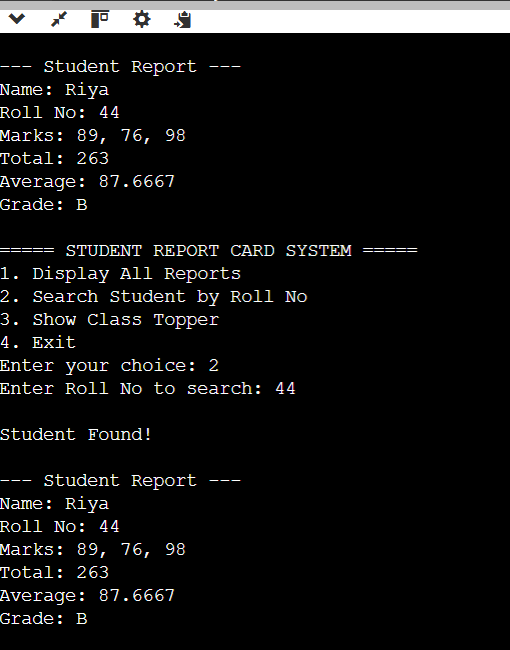 --- Student Report ---
Name: Riya
Roll No: 44
Marks: 89, 76, 98
Total: 263
Average: 87.6667
Grade: B
===== STUDENT REPORT CARD SYSTEM =====
1. Display All Reports
2. Search Student by Roll No
3. Show Class Topper
4. Exit
Enter your choice: 2
Enter Roll No to search: 44
Student Found!
--- Student Report ---
Name: Riya
Roll No: 44
Marks: 89, 76, 98
Total: 263
Average: 87.6667
Grade: B